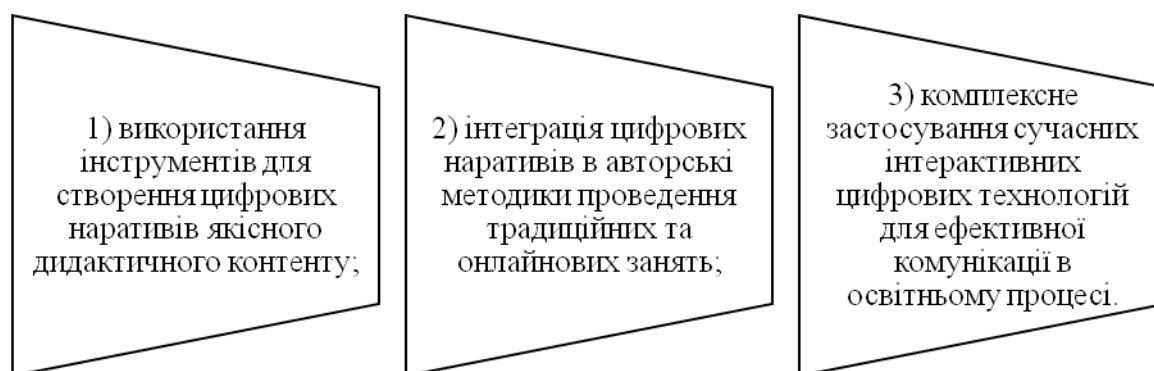 1) використання
інструментів для
створення цифрових
наративів якісного
дидактичного контенту;
2) інтеграція цифрових
наративів в авторські
методики проведення
традиційних та
онлайнових занять;
3) комплексне
застосування сучасних
інтерактивних
цифрових технологій
для ефективної
комунікації в
освітньому процесі.